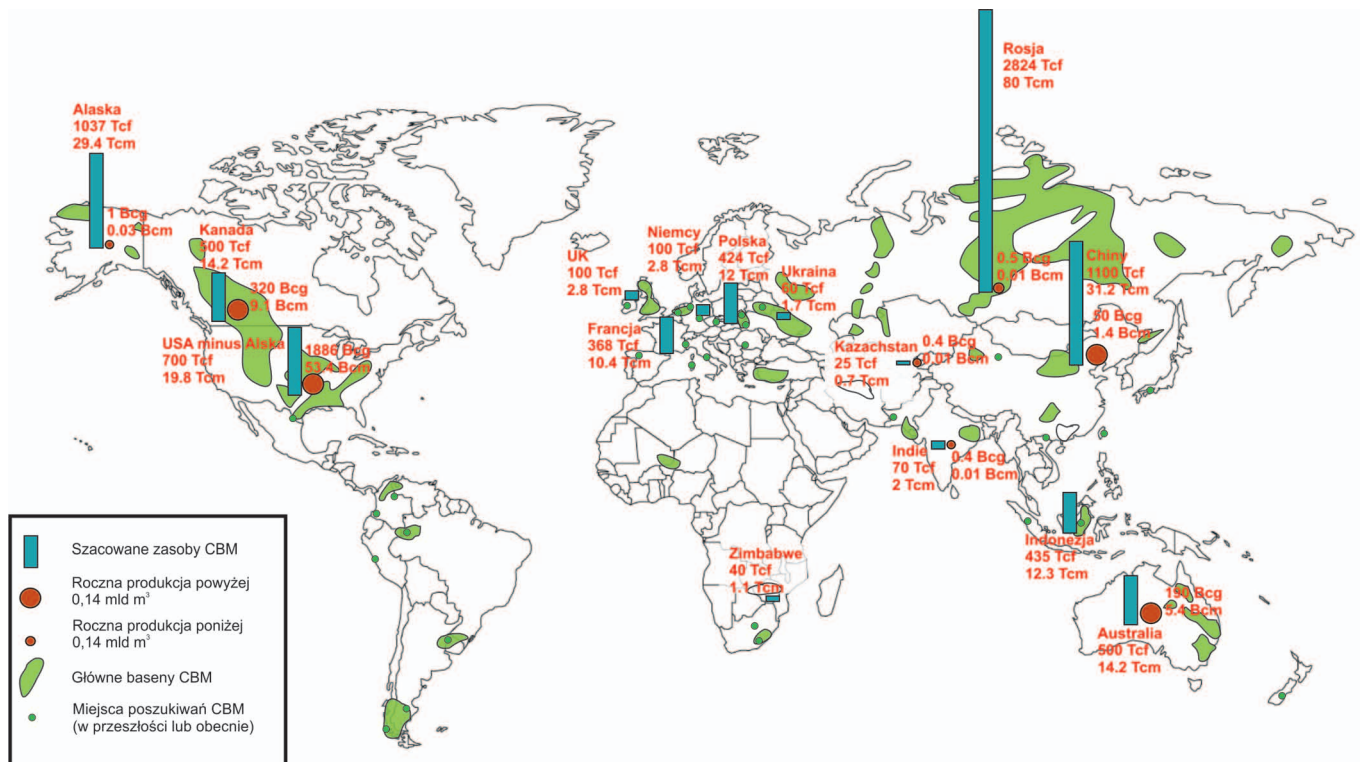 Rosja
2824 Tcf
80 Tcm
Alaska
1037 Tcf
29.4 Tcm
1 Bcg
0.03 Bcm
Kanada
500 Tcf
14.2 Tcm
320 Bcg
9.1 Bcm
USA minus Alska
700 Tcf
19.8 Tcm
1886 Bcg
53.4 Bcm
UK
100 Tcf
2.8 Tcm
Niemcy
100 Tcf
2.8 Tcm
Polska
424 Tcf
12 Tcm
Ukraina
60 Tcf
1.7 Tcm
Francja
368 Tcf
10.4 Tcm
Kazachstan
25 Tcf
0.7 Tcm
0.4 Bcg
0.01 Bcm
0.5 Bcg
0.01 Bcm
Chiny
1100 Tcf
31.2 Tcm
50 Bcg
1.4 Bcm
Indie
70 Tcf
2 Tcm
0.4 Bcg
0.01 Bcm
Zimbabwe
40 Tcf
1.1 Tcm
Indonezja
435 Tcf
12.3 Tcm
190 Bcg
5.4 Bcm
Australia
500 Tcf
14.2 Tcm
Szacowane zasoby CBM
Roczna produkcja powyżej
0,14 mld m³
Roczna produkcja poniżej
0,14 mld m³
Główne baseny CBM
Miejsca poszukiwań CBM
(w przeszłości lub obecnie)